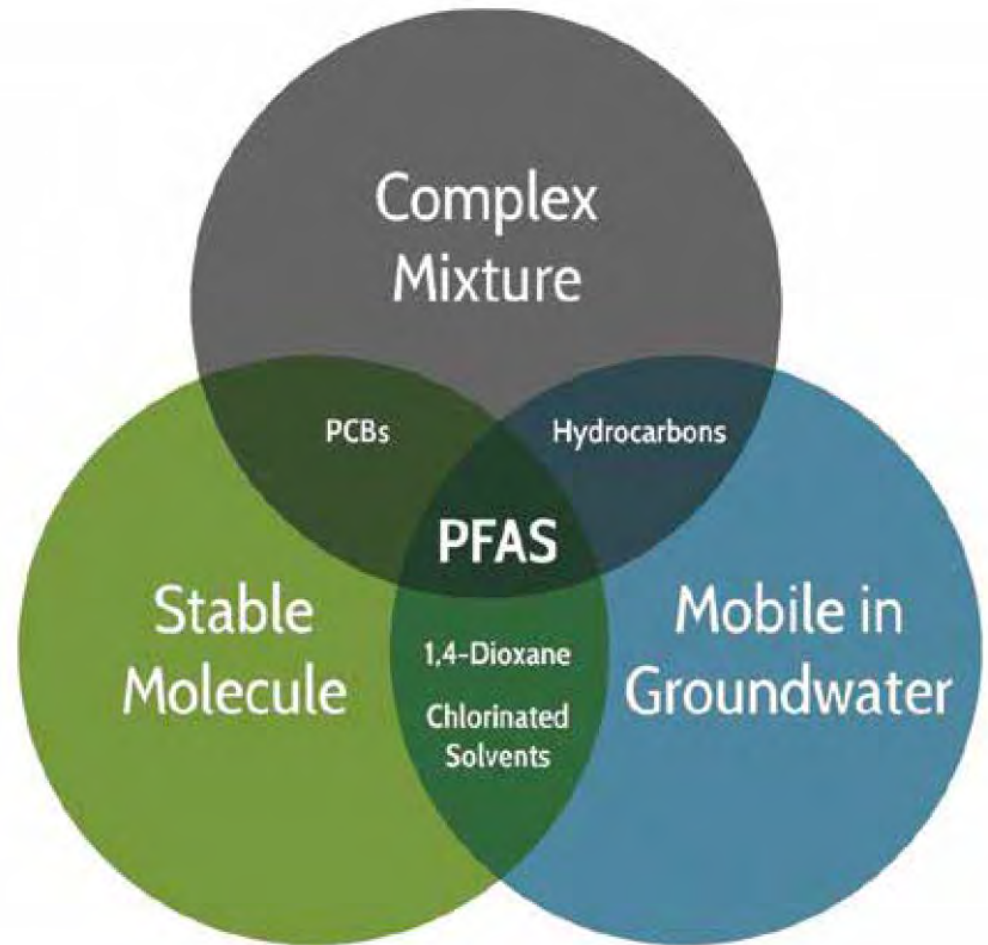 Complex
Mixture
PCBs
Hydrocarbons
PFAS
Stable
Molecule
1,4-Dioxane
Chlorinated
Solvents
Mobile in
Groundwater